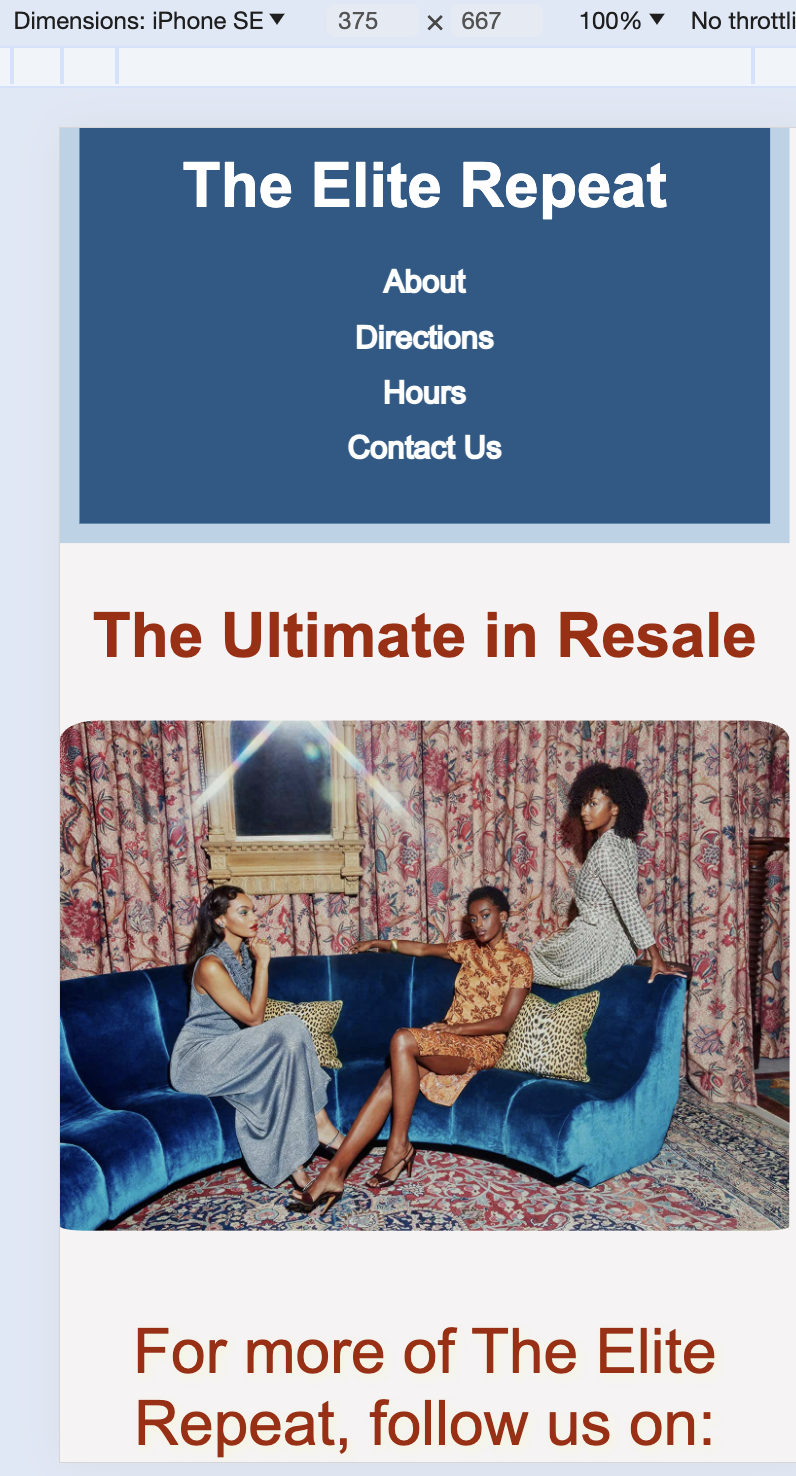 Dimensions: iPhone SE 375 × 667 100% No throttli
The Elite Repeat
About
Directions
Hours
Contact Us
The Ultimate in Resale
For more of The Elite
Repeat, follow us on: